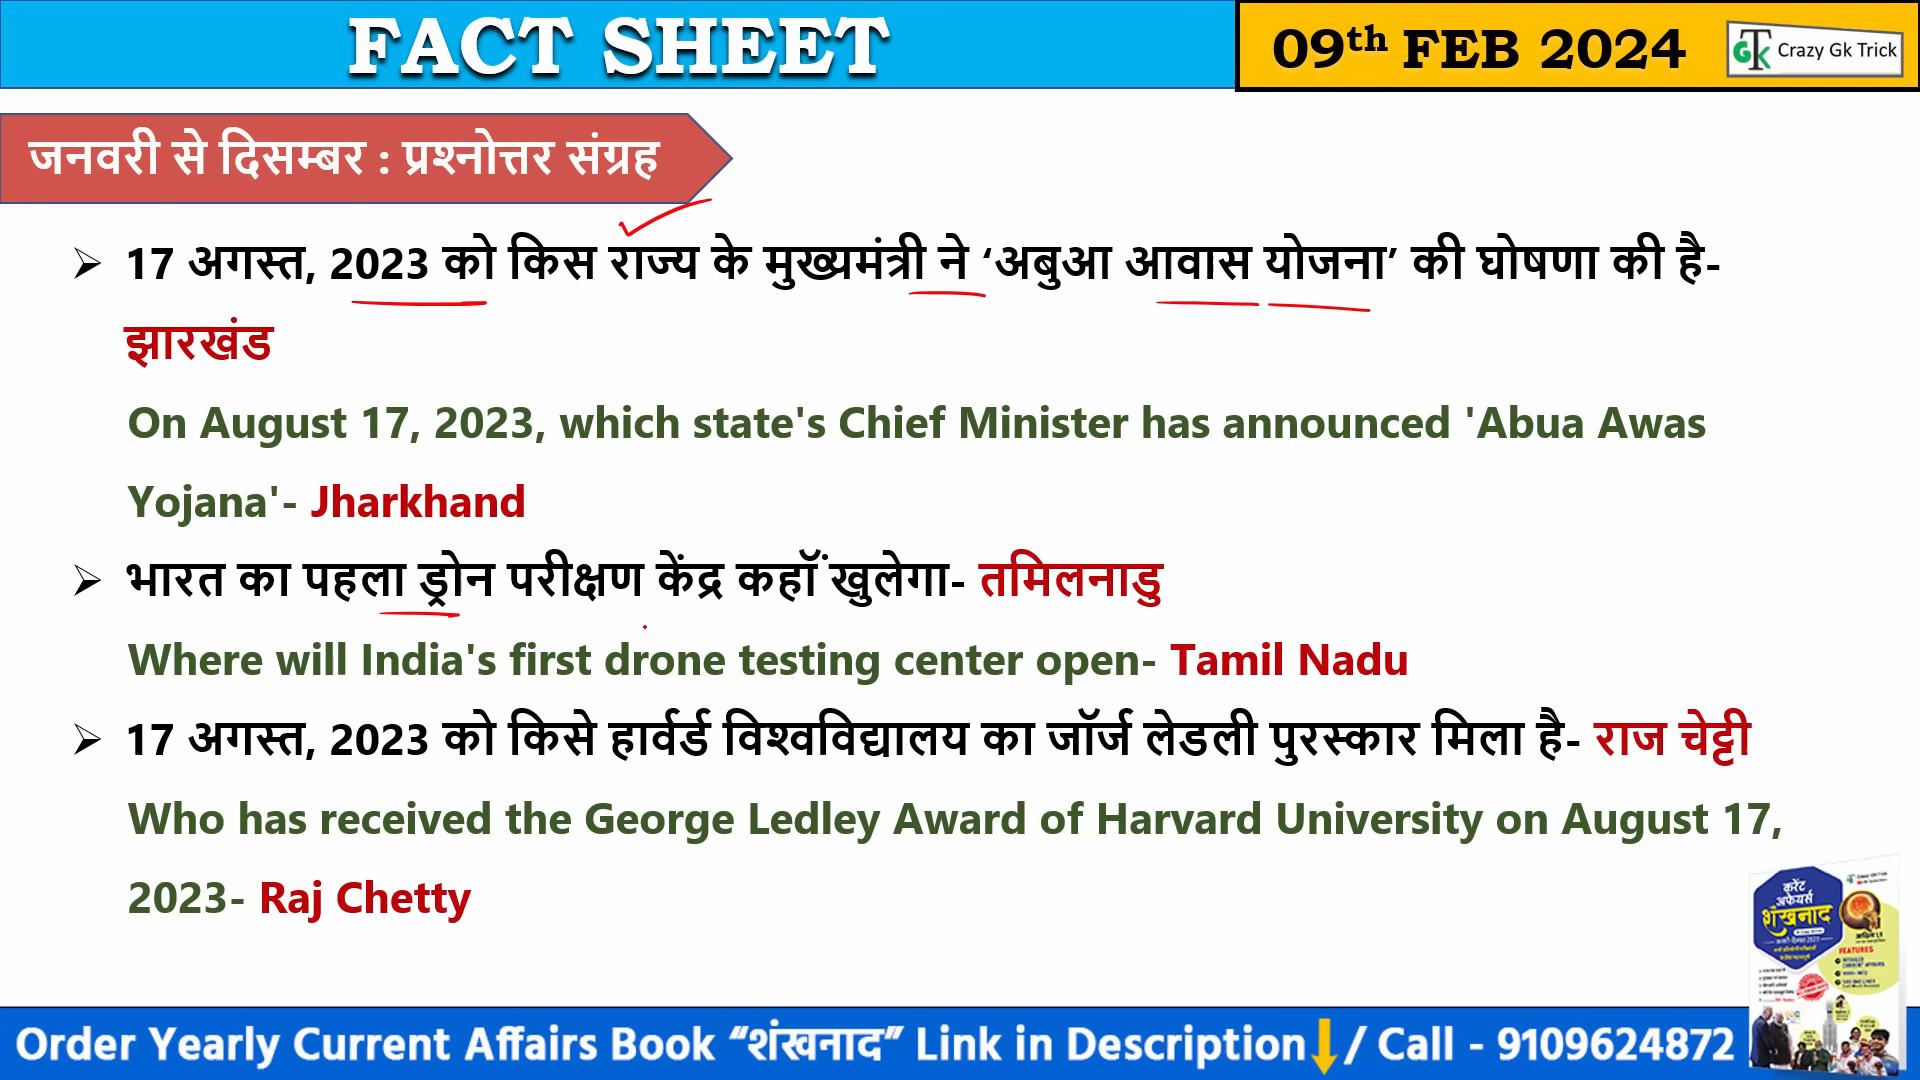 FACT SHEET
09th FEB 2024
GTK Crazy Gk Trick
जनवरी से दिसम्बर : प्रश्नोत्तर संग्रह
➢ 17 अगस्त, 2023 को किस राज्य के मुख्यमंत्री ने ‘अबुआ आवास योजना’ की घोषणा की है-
झारखंड
On August 17, 2023, which state's Chief Minister has announced 'Abua Awas
Yojana'- Jharkhand
➢ भारत का पहला ड्रोन परीक्षण केंद्र कहॉं खुलेगा- तमिलनाडु
Where will India's first drone testing center open- Tamil Nadu
➢ 17 अगस्त, 2023 को किसे हार्वर्ड विश्वविद्यालय का जॉर्ज लेडली पुरस्कार मिला है- राज चेट्टी
Who has received the George Ledley Award of Harvard University on August 17,
2023- Raj Chetty
करेंट
अफेयर्स
शंखनाद
FEATURES
Order Yearly Current Affairs Book “शंखनाद” Link in Description / Call - 9109624872